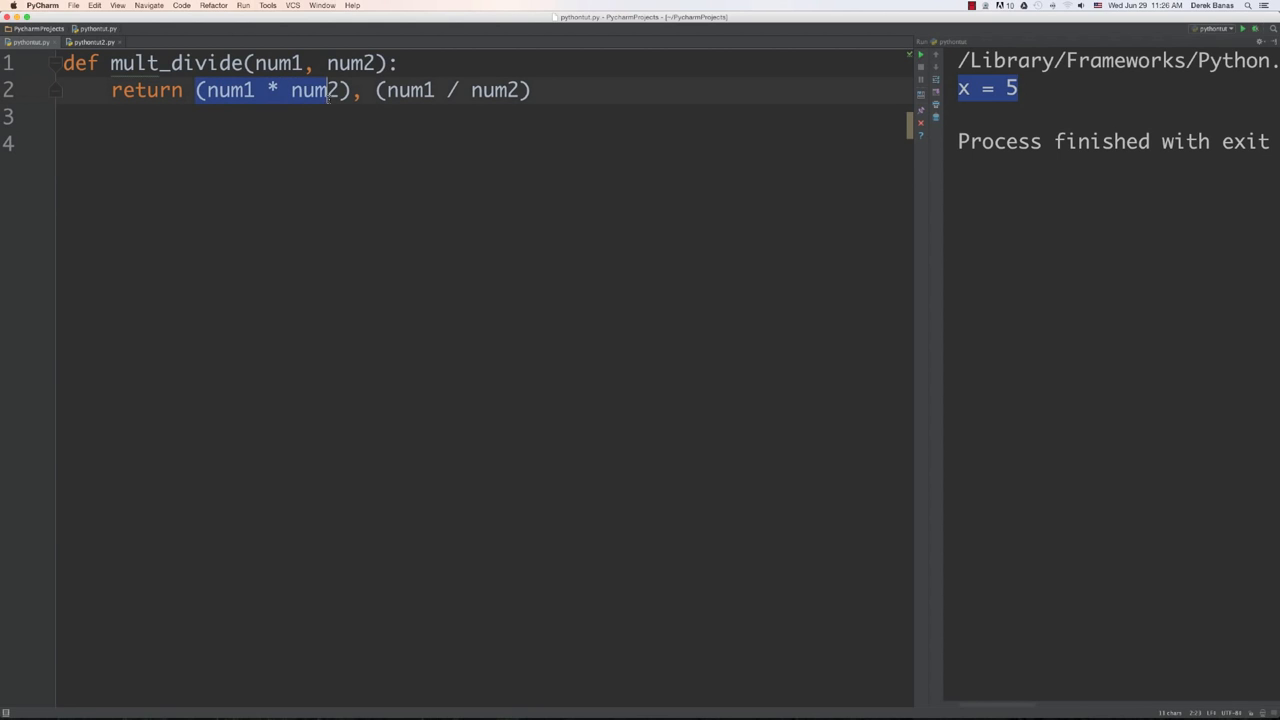 PyCharm File Edit View Navigate Code Refactor Run Tools VCS Window Help
10 Wed Jun 29 11:26 AM Derek Banas
pythontut.py - PycharmProjects - [~/PycharmProjects]
PycharmProjects pythontut.py
pythontut
pythontut.py pythontut2.py
Run pythontut
1 def mult_divide(num1, num2):
2 return (num1 * num2), (num1 / num2)
3
4
/Library/Frameworks/Python.
x = 5
Process finished with exit
11 chars 2:23 LF÷ UTF-8÷